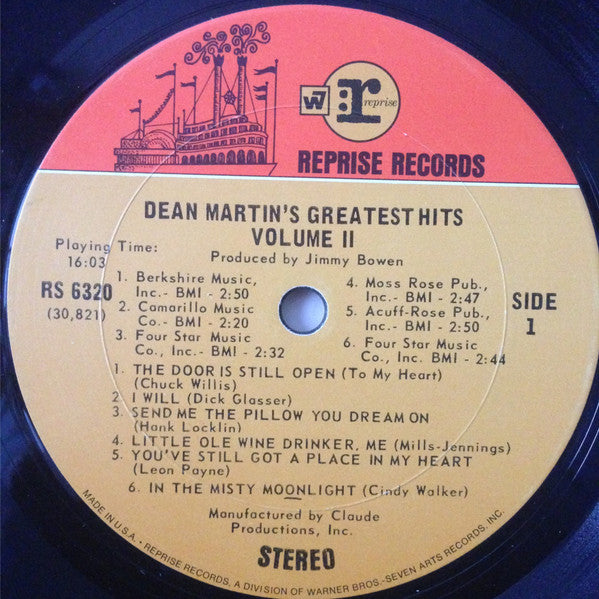 W7
r
reprise
REPRISE RECORDS
DEAN MARTIN'S GREATEST HITS
VOLUME II
Produced by Jimmy Bowen
Playing Time:
16:03
RS 6320
(30,821)
1. Berkshire Music,
Inc.- BMI - 2:50
2. Camarillo Music
Co.- BMI - 2:20
3. Four Star Music
Co., Inc.- BMI - 2:32
4. Moss Rose Pub.,
Inc.- BMI - 2:47
5. Acuff-Rose Pub.,
Inc.- BMI - 2:50
6. Four Star Music
Co., Inc. BMI - 2:44
SIDE
1
1. THE DOOR IS STILL OPEN (To My Heart)
(Chuck Willis)
2. I WILL (Dick Glasser)
3. SEND ME THE PILLOW YOU DREAM ON
(Hank Locklin)
4. LITTLE OLE WINE DRINKER, ME (Mills-Jennings)
5. YOU'VE STILL GOT A PLACE IN MY HEART
(Leon Payne)
6. IN THE MISTY MOONLIGHT (Cindy Walker)
Manufactured by Claude
Productions, Inc.
STEREO
MADE IN U.S.A. • REPRISE RECORDS, A DIVISION OF WARNER BROS.-SEVEN ARTS RECORDS, INC.